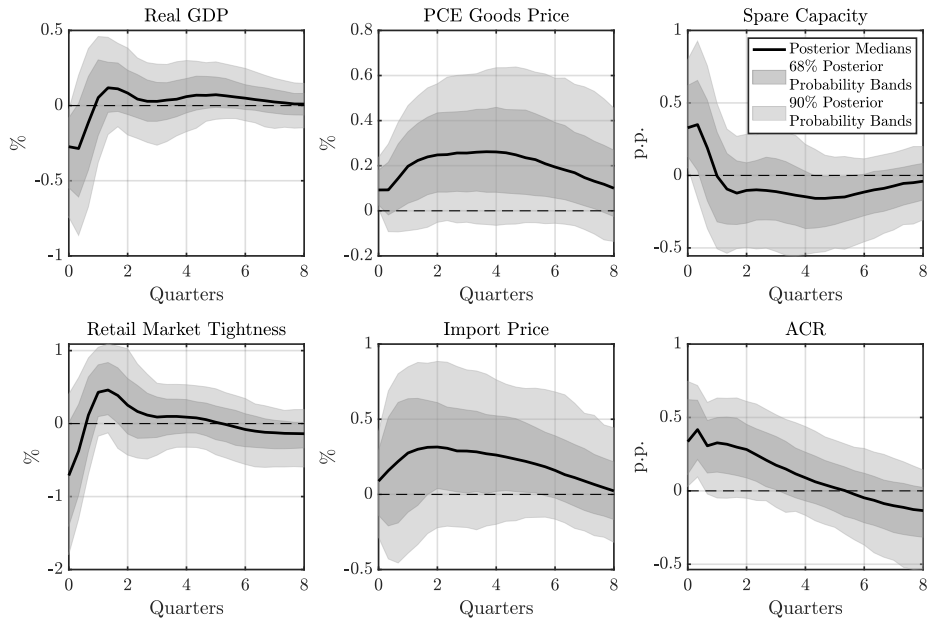 Real GDP
0.5
0
-0.5
-1
%
0 2 4 6 8
Quarters
PCE Goods Price
0.8
0.6
0.4
0.2
0
-0.2
%
0 2 4 6 8
Quarters
Spare Capacity
1
0.5
0
-0.5
p.p.
Posterior Medians
68% Posterior
Probability Bands
90% Posterior
Probability Bands
0 2 4 6 8
Quarters
Retail Market Tightness
1
0
-1
-2
%
0 2 4 6 8
Quarters
Import Price
1
0.5
0
-0.5
%
0 2 4 6 8
Quarters
ACR
1
0.5
0
-0.5
p.p.
0 2 4 6 8
Quarters